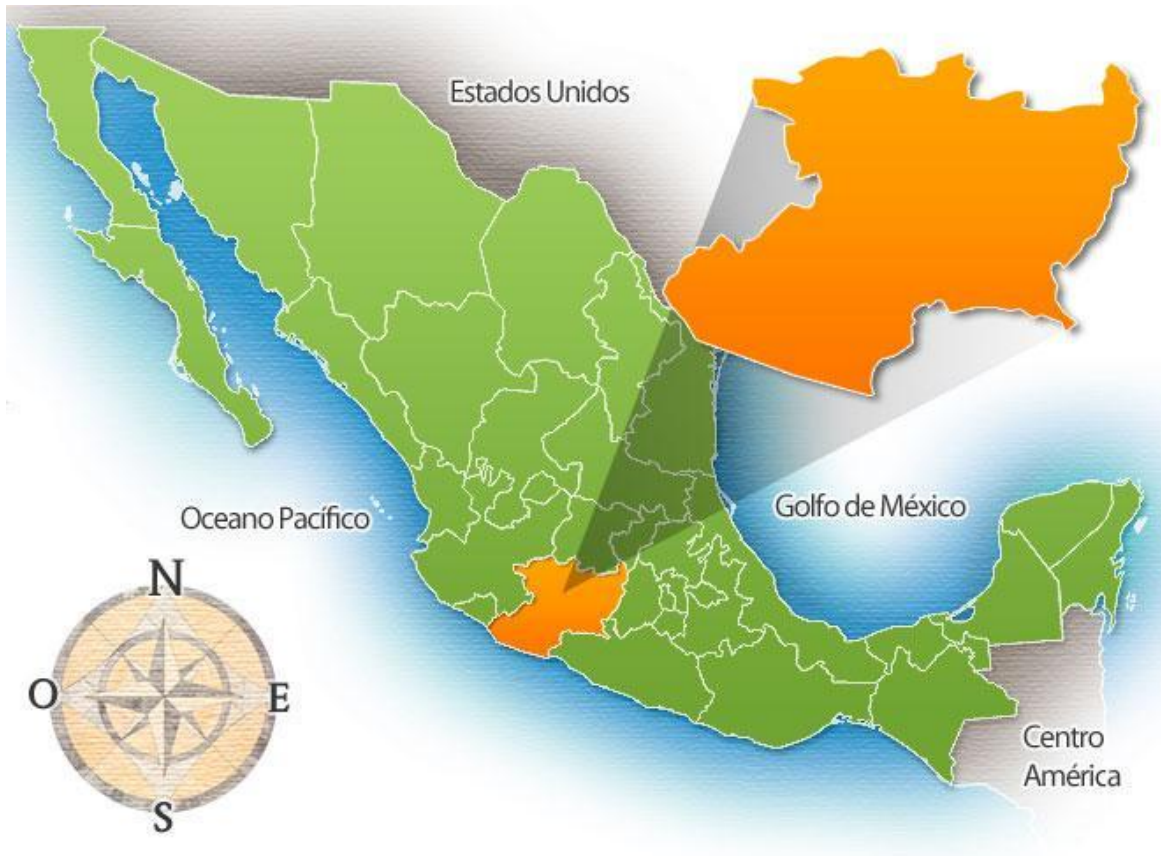 Estados Unidos
Oceano Pacífico
Golfo de México
N
O
E
S
Centro
América